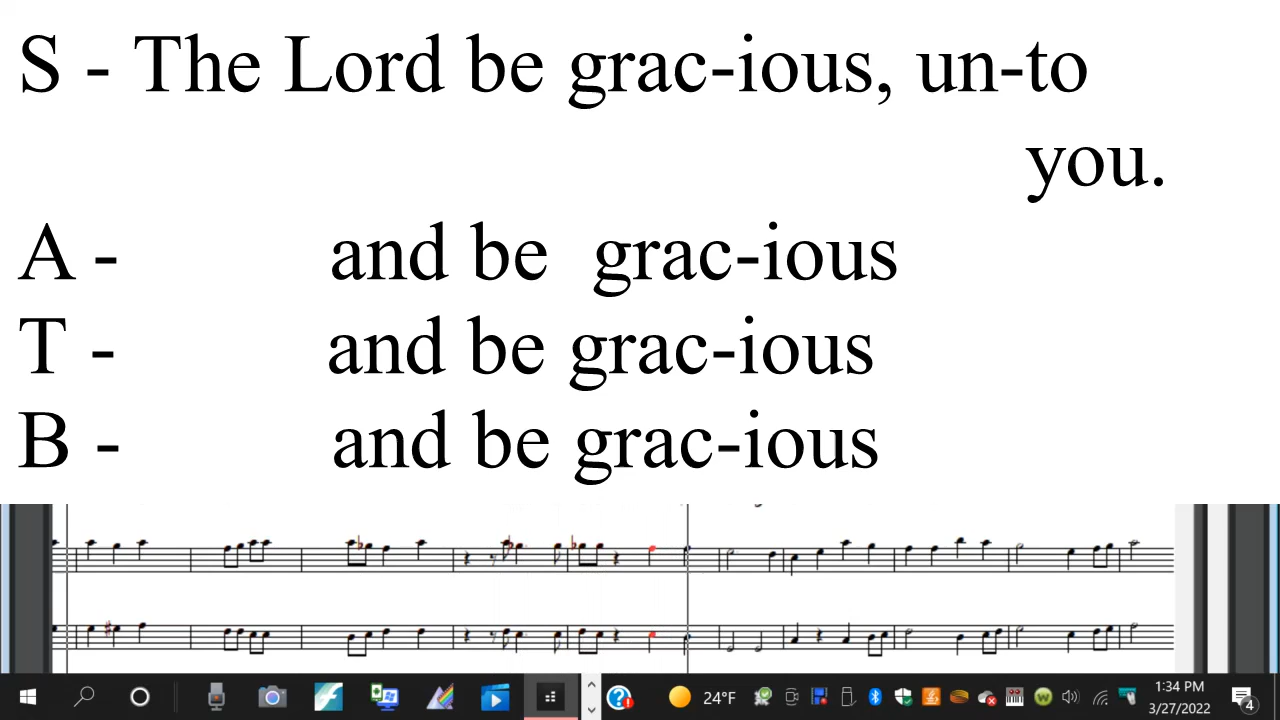 S - The Lord be grac-ious, un-to
you.
A - and be grac-ious
T - and be grac-ious
B - and be grac-ious
24°F
1:34 PM
3/27/2022
4